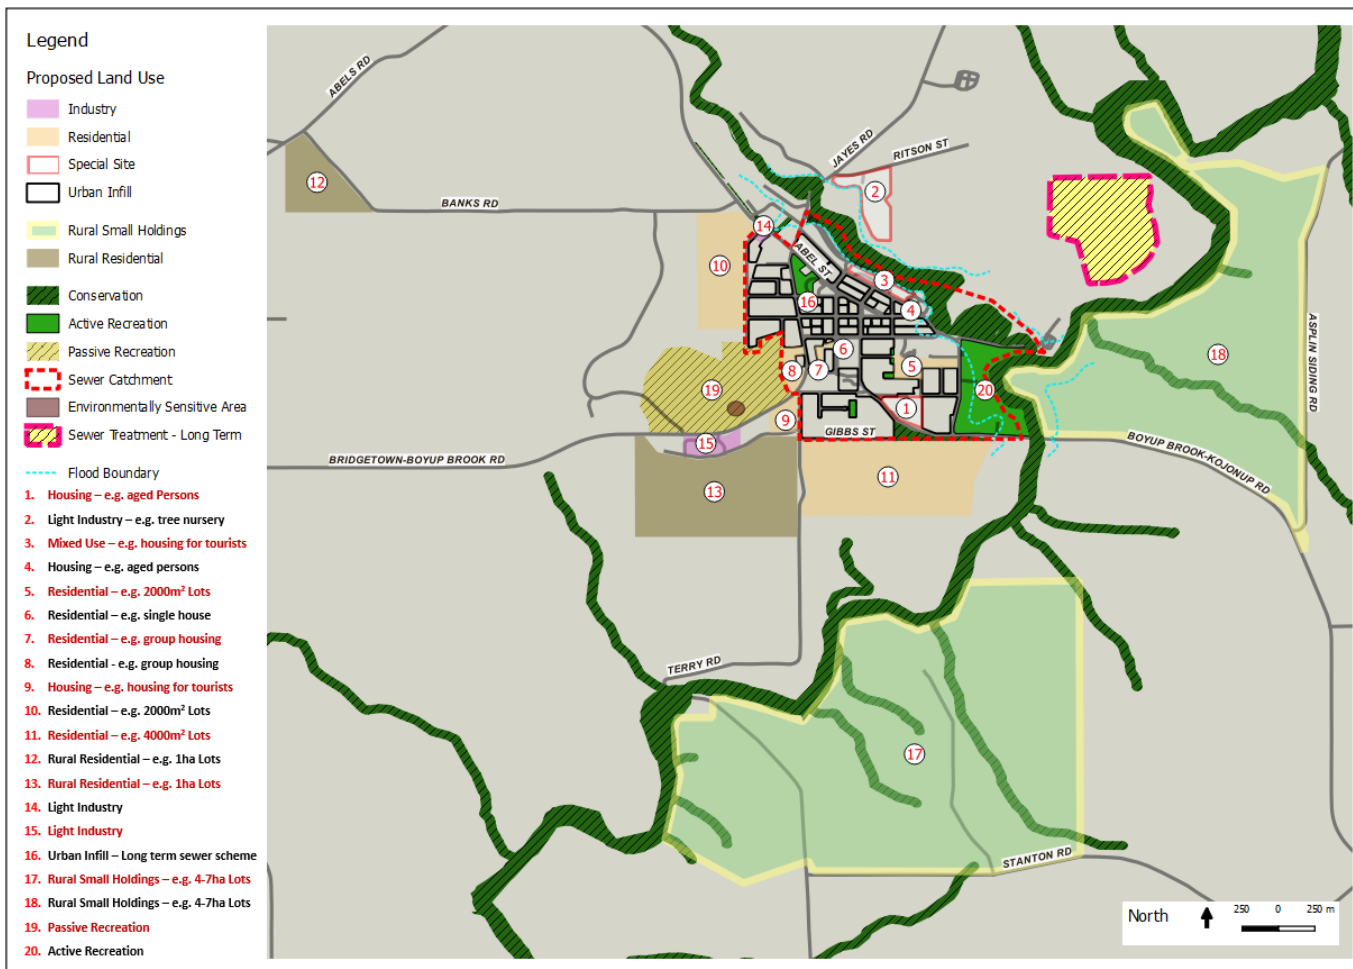 Legend
Proposed Land Use
Industry
Residential
Special Site
Urban Infill
Rural Small Holdings
Rural Residential
Conservation
Active Recreation
Passive Recreation
Sewer Catchment
Environmentally Sensitive Area
Sewer Treatment - Long Term
Flood Boundary
1. Housing – e.g. aged Persons
2. Light Industry – e.g. tree nursery
3. Mixed Use – e.g. housing for tourists
4. Housing – e.g. aged persons
5. Residential – e.g. 2000m² Lots
6. Residential – e.g. single house
7. Residential – e.g. group housing
8. Residential - e.g. group housing
9. Housing – e.g. housing for tourists
10. Residential – e.g. 2000m² Lots
11. Residential – e.g. 4000m² Lots
12. Rural Residential – e.g. 1ha Lots
13. Rural Residential – e.g. 1ha Lots
14. Light Industry
15. Light Industry
16. Urban Infill – Long term sewer scheme
17. Rural Small Holdings – e.g. 4-7ha Lots
18. Rural Small Holdings – e.g. 4-7ha Lots
19. Passive Recreation
20. Active Recreation
ABELS RD
JAYES RD
RITSON ST
12
2
BANKS RD
14
ABEL ST
10
3
16
4
ASPLIN SIDING RD
6
18
5
8
7
19
20
1
9
GIBBS ST
15
BRIDGETOWN-BOYUP BROOK RD
BOYUP BROOK-KOJONUP RD
11
13
TERRY RD
17
STANTON RD
North
250 0 250 m